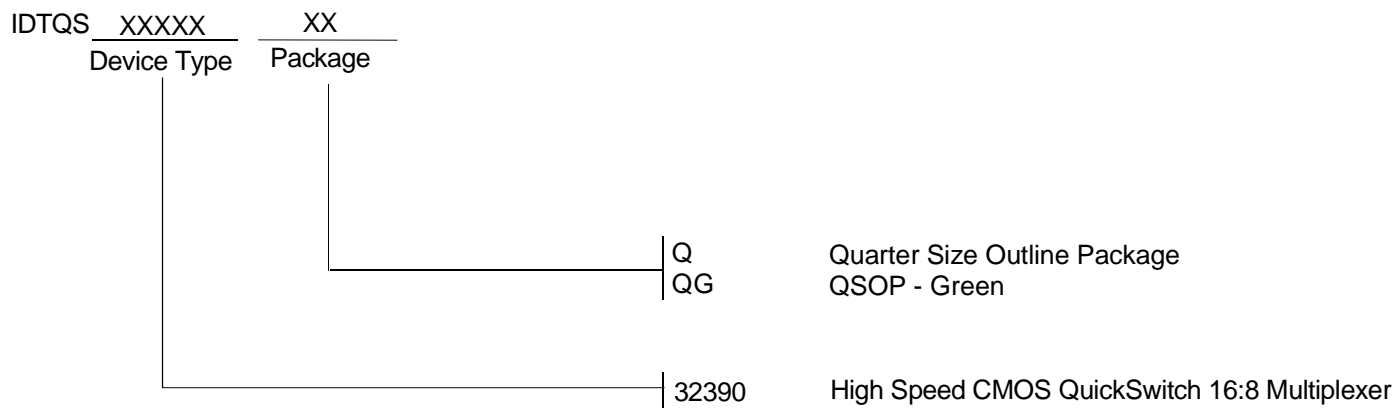 IDTQS XXXXX XX
Device Type Package
Q Quarter Size Outline Package
QG QSOP - Green
32390 High Speed CMOS QuickSwitch 16:8 Multiplexer